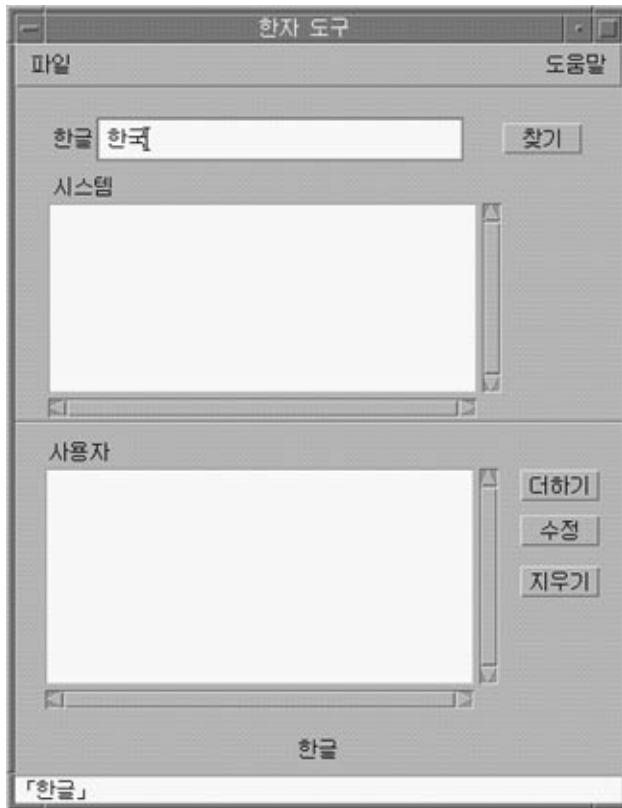 한자 도구
파일 도움말
한글 한국 찾기
시스템
사용자
더하기
수정
지우기
한글
「한글」